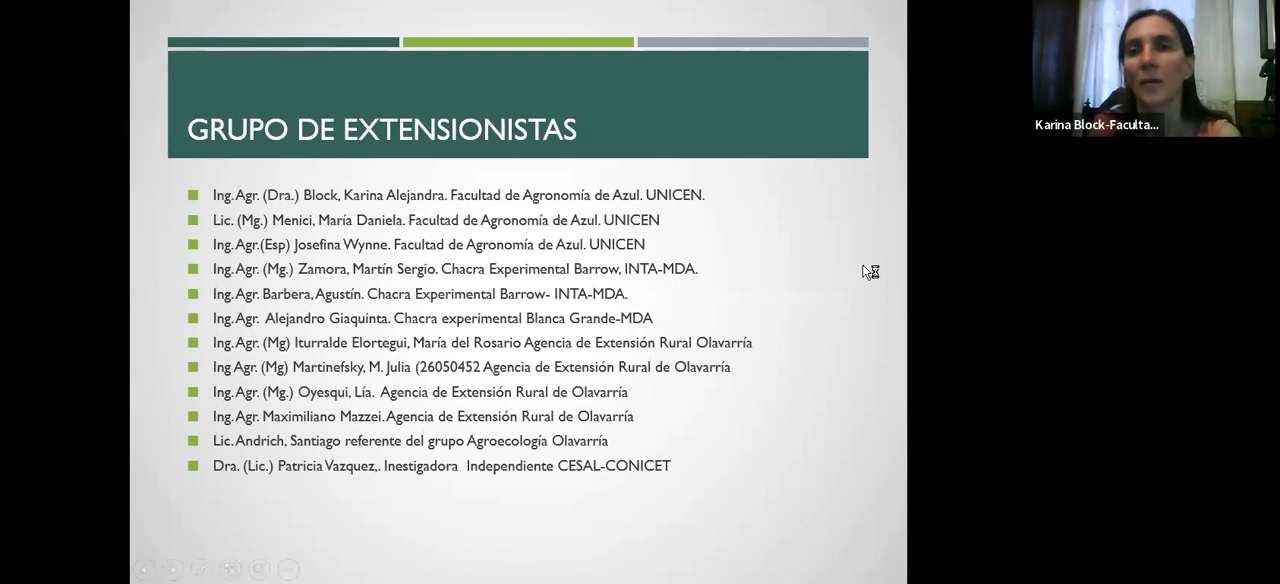 GRUPO DE EXTENSIONISTAS
Ing. Agr. (Dra.) Block, Karina Alejandra. Facultad de Agronomía de Azul. UNICEN.
Lic. (Mg.) Menici, María Daniela. Facultad de Agronomía de Azul. UNICEN
Ing. Agr.(Esp) Josefina Wynne. Facultad de Agronomía de Azul. UNICEN
Ing. Agr. (Mg.) Zamora, Martín Sergio. Chacra Experimental Barrow, INTA-MDA.
Ing. Agr. Barbera, Agustín. Chacra Experimental Barrow- INTA-MDA.
Ing. Agr. Alejandro Giaquinta. Chacra experimental Blanca Grande-MDA
Ing. Agr. (Mg) Iturralde Elortegui, María del Rosario Agencia de Extensión Rural Olavarría
Ing Agr. (Mg) Martinefsky, M. Julia (26050452 Agencia de Extensión Rural de Olavarría
Ing. Agr. (Mg.) Oyesqui, Lía. Agencia de Extensión Rural de Olavarría
Ing. Agr. Maximiliano Mazzei. Agencia de Extensión Rural de Olavarría
Lic. Andrich, Santiago referente del grupo Agroecología Olavarría
Dra. (Lic.) Patricia Vazquez,. Inestigadora Independiente CESAL-CONICET
Karina Block-Faculta...